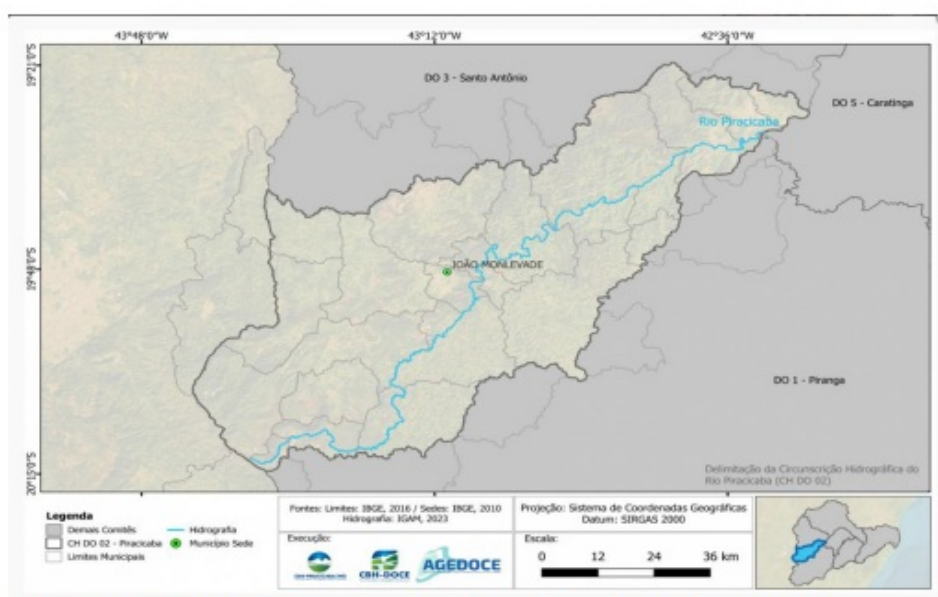 43°48'0"W
43°12'0"W
42°36'0"W
19°21'0"S
DO 3 - Santo Antônio
DO 5 - Caratinga
Rio Piracicaba
19°48'0"S
JOÃO MONLEVADE
DO 1 - Piranga
20°15'0"S
Delimitação da Circunscrição Hidrográfica do
Rio Piracicaba (CH DO 02)
Legenda
Demais Comitês
Hidrografia
CH DO 02 - Piracicaba
Município Sede
Limites Municipais
Fontes: Limites: IBGE, 2016 / Sedes: IBGE, 2010
Hidrografia: IGAM, 2023
Execução:
CBH-DOCE
AGEDOCE
Projeção: Sistema de Coordenadas Geográficas
Datum: SIRGAS 2000
Escala:
0 12 24 36 km